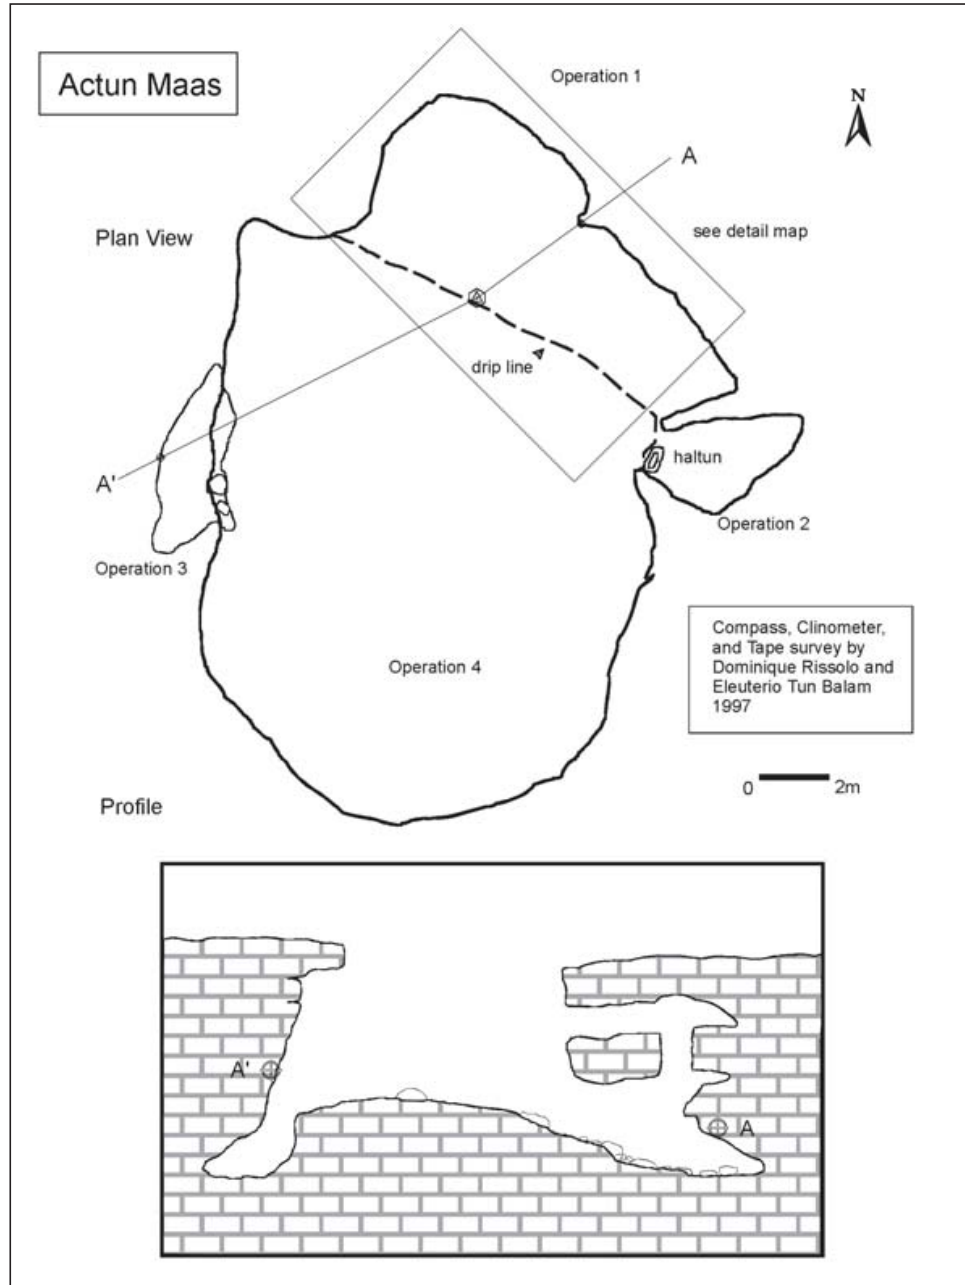 Actun Maas
Operation 1
N
A
Plan View
see detail map
drip line
haltun
A'
Operation 2
Operation 3
Compass, Clinometer,
and Tape survey by
Dominique Rissolo and
Eleuterio Tun Balam
1997
Operation 4
0 2m
Profile
A'
A